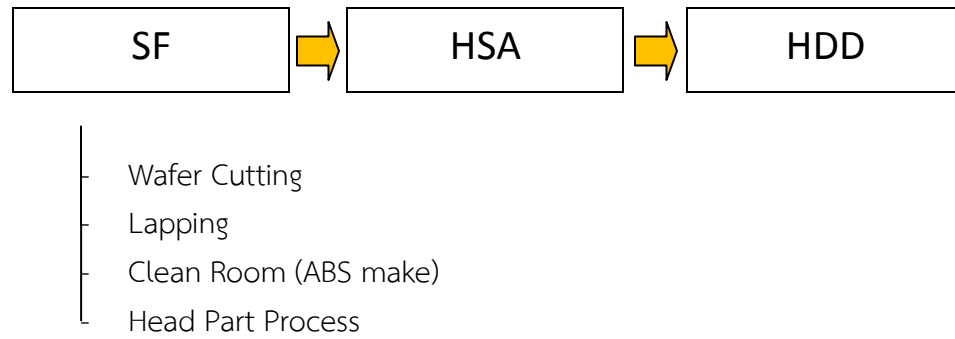 SF HSA HDD
- Wafer Cutting
- Lapping
- Clean Room (ABS make)
- Head Part Process